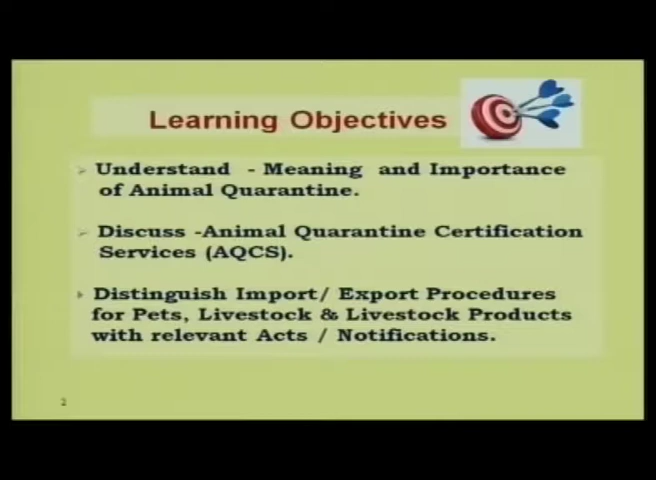 Learning Objectives
Understand - Meaning and Importance
of Animal Quarantine.
Discuss -Animal Quarantine Certification
Services (AQCS).
Distinguish Import/ Export Procedures
for Pets, Livestock & Livestock Products
with relevant Acts / Notifications.
2